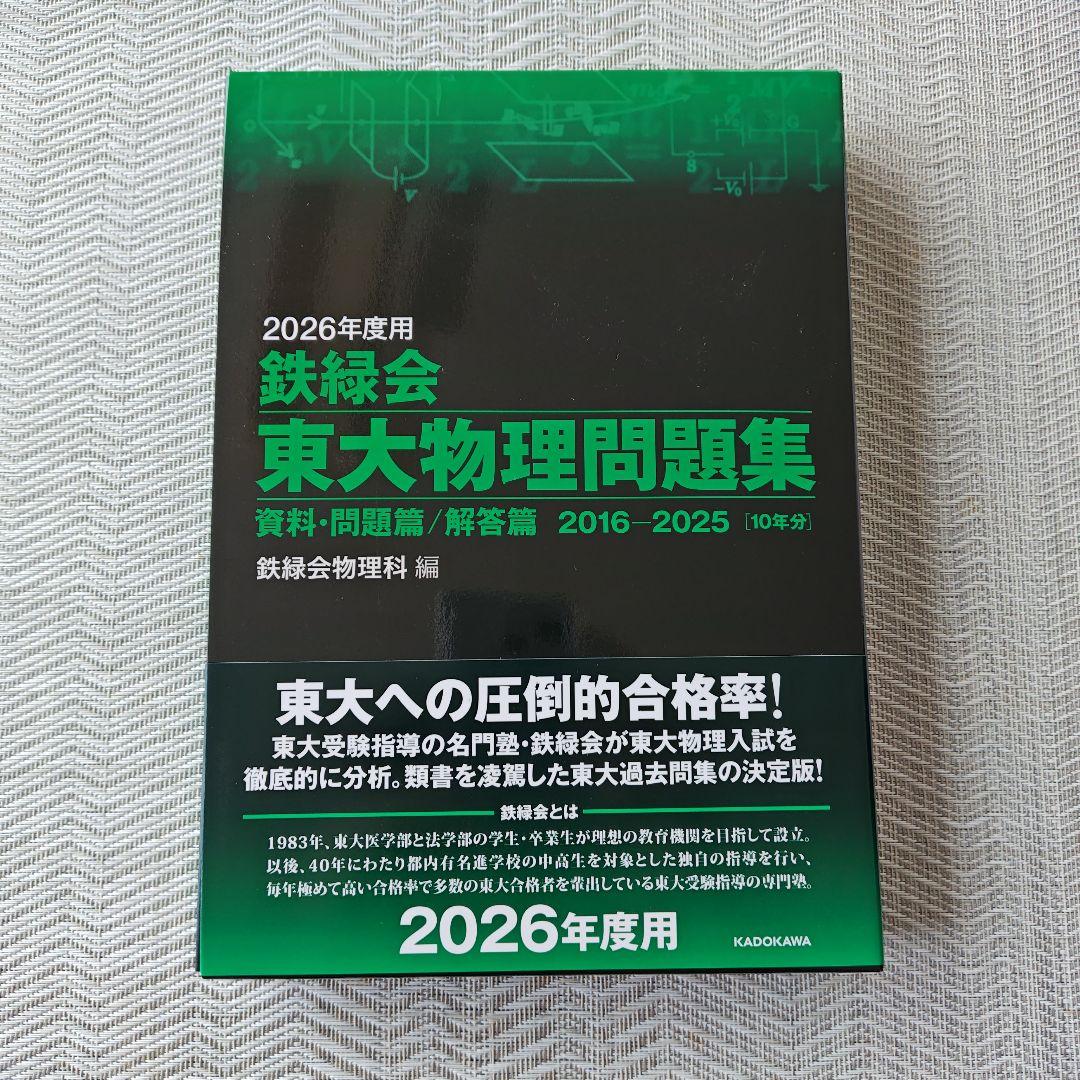 2026年度用
鉄緑会
東大物理問題集
資料・問題篇/解答篇 2016—2025 [10年分]
鉄緑会物理科 編
東大への圧倒的合格率!
東大受験指導の名門塾・鉄緑会が東大物理入試を
徹底的に分析。類書を凌駕した東大過去問集の決定版!
鉄緑会とは
1983年、東大医学部と法学部の学生・卒業生が理想の教育機関を目指して設立。
以後、40年にわたり都内有名進学校の中高生を対象とした独自の指導を行い、
毎年極めて高い合格率で多数の東大合格者を輩出している東大受験指導の専門塾。
2026年度用
KADOKAWA